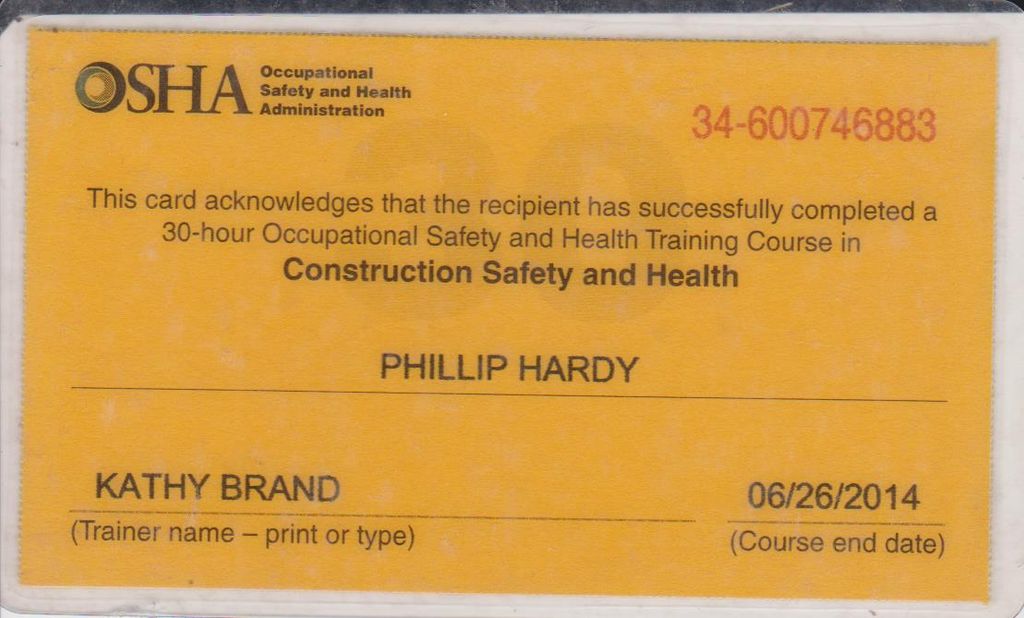 OSHA
Occupational
Safety and Health
Administration
34-600746883
30
This card acknowledges that the recipient has successfully completed a
30-hour Occupational Safety and Health Training Course in
Construction Safety and Health
PHILLIP HARDY
KATHY BRAND
06/26/2014
(Trainer name – print or type)
(Course end date)